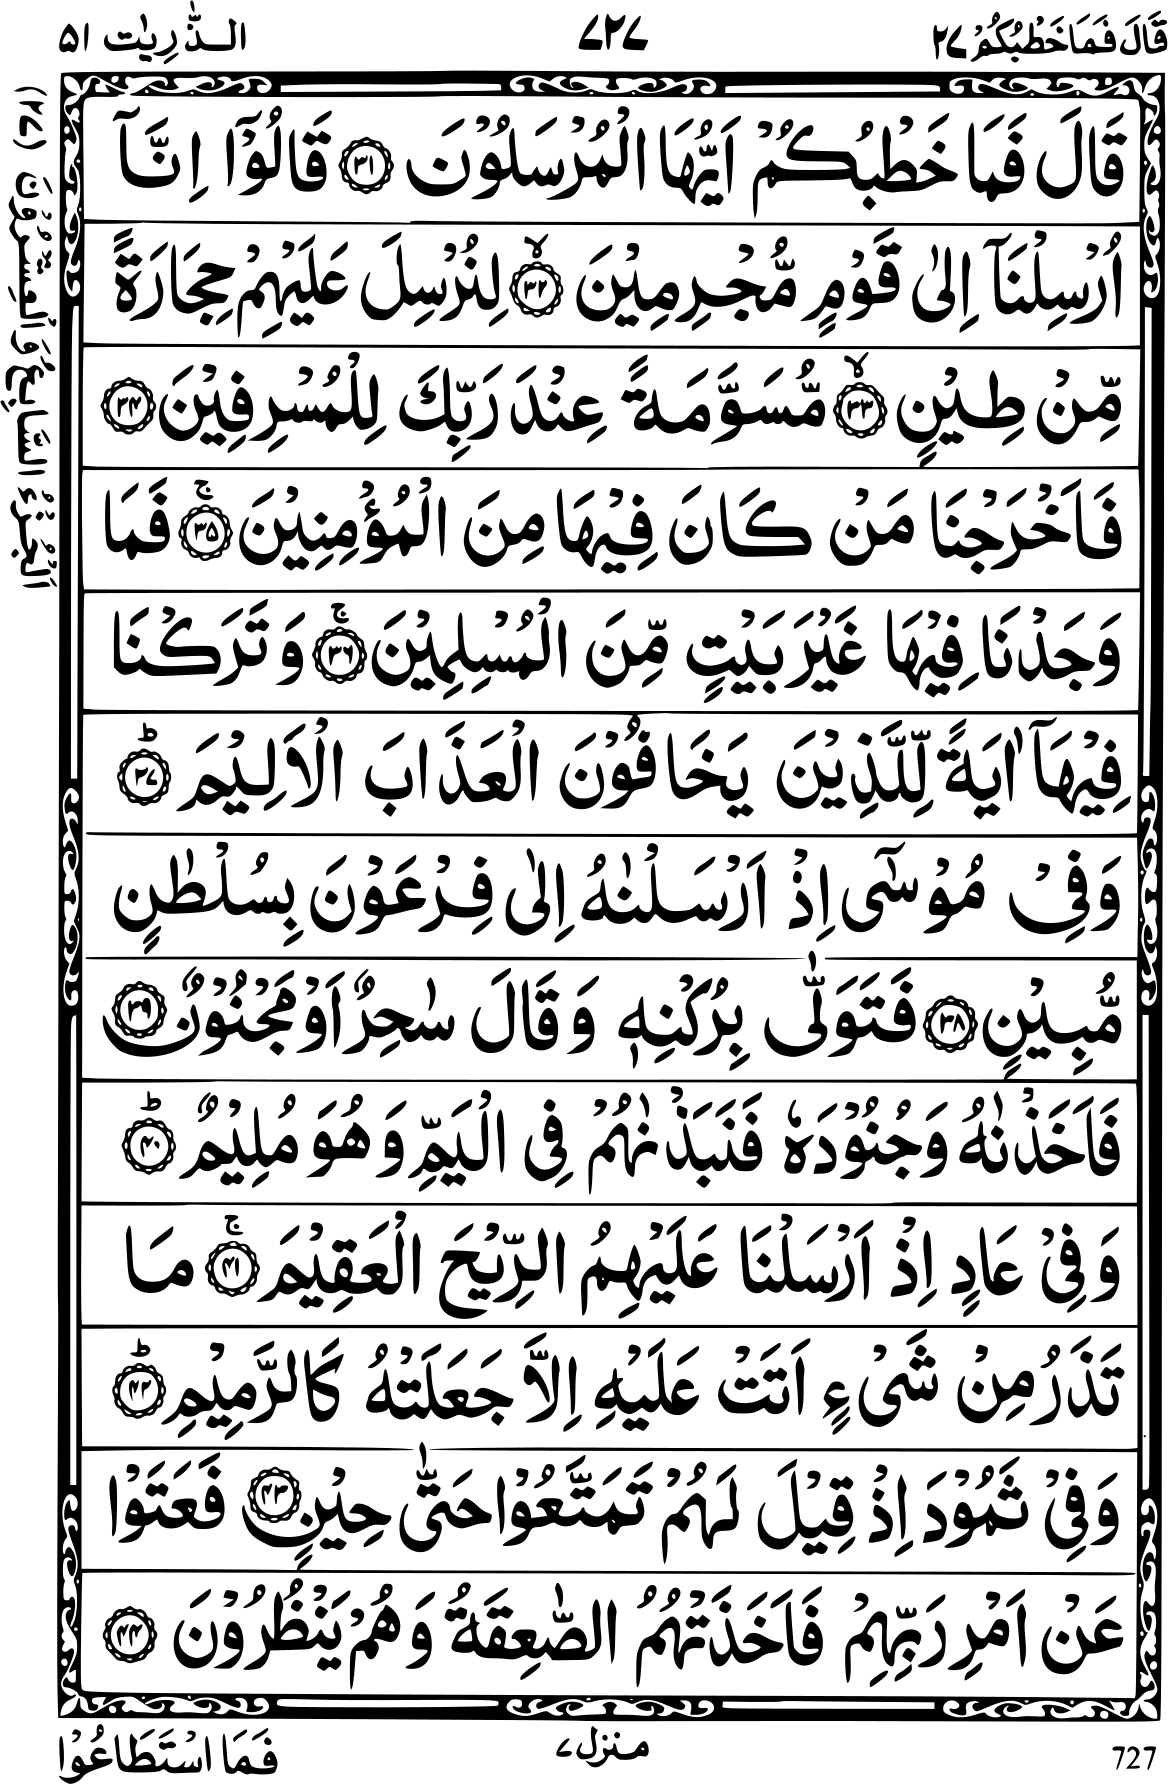 قَالَ فَمَا خَطْبُكُمْ ٢٧ ٧٢٧ الذّٰرِيٰت ٥١
قَالَ فَمَا خَطْبُكُمْ اَيُّهَا الْمُرْسَلُوْنَ ﴿٣١﴾ قَالُوْٓا اِنَّآ
اُرْسِلْنَآ اِلٰى قَوْمٍ مُّجْرِمِيْنَ ﴿٣٢﴾ۙ لِنُرْسِلَ عَلَيْهِمْ حِجَارَةً
مِّنْ طِيْنٍ ﴿٣٣﴾ۙ مُّسَوَّمَةً عِنْدَ رَبِّكَ لِلْمُسْرِفِيْنَ ﴿٣٤﴾
فَاَخْرَجْنَا مَنْ كَانَ فِيْهَا مِنَ الْمُؤْمِنِيْنَ ﴿٣٥﴾ۚ فَمَا
وَجَدْنَا فِيْهَا غَيْرَ بَيْتٍ مِّنَ الْمُسْلِمِيْنَ ﴿٣٦﴾ۚ وَتَرَكْنَا
فِيْهَآ اٰيَةً لِّلَّذِيْنَ يَخَافُوْنَ الْعَذَابَ الْاَلِيْمَ ﴿٣٧﴾ؕ
وَفِيْ مُوْسٰٓى اِذْ اَرْسَلْنٰهُ اِلٰى فِرْعَوْنَ بِسُلْطٰنٍ
مُّبِيْنٍ ﴿٣٨﴾ فَتَوَلّٰى بِرُكْنِهٖ وَقَالَ سٰحِرٌ اَوْ مَجْنُوْنٌ ﴿٣٩﴾
فَاَخَذْنٰهُ وَجُنُوْدَهٗ فَنَبَذْنٰهُمْ فِي الْيَمِّ وَهُوَ مُلِيْمٌ ﴿٤٠﴾ؕ
وَفِيْ عَادٍ اِذْ اَرْسَلْنَا عَلَيْهِمُ الرِّيْحَ الْعَقِيْمَ ﴿٤١﴾ۚ مَا
تَذَرُ مِنْ شَيْءٍ اَتَتْ عَلَيْهِ اِلَّا جَعَلَتْهُ كَالرَّمِيْمِ ﴿٤٢﴾ؕ
وَفِيْ ثَمُوْدَ اِذْ قِيْلَ لَهُمْ تَمَتَّعُوْا حَتّٰى حِيْنٍ ﴿٤٣﴾ فَعَتَوْا
عَنْ اَمْرِ رَبِّهِمْ فَاَخَذَتْهُمُ الصّٰعِقَةُ وَهُمْ يَنْظُرُوْنَ ﴿٤٤﴾
اَلْجُزْءُ السَّابِعُ وَالْعِشْرُوْنَ (٢٧)
فَمَا اسْتَطَاعُوْا
منزل ٧
727